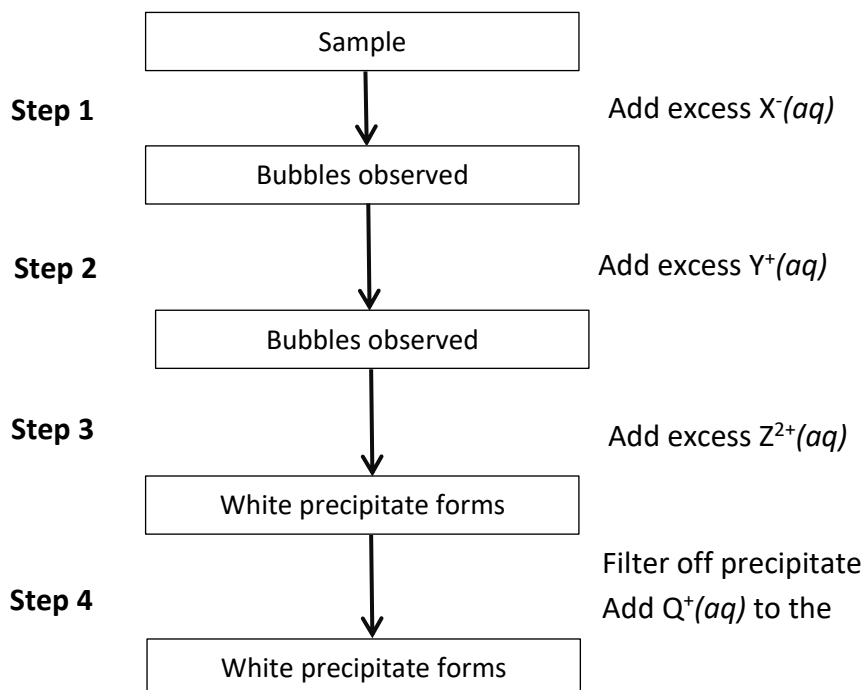 Sample
Step 1
Add excess X⁻(aq)
Bubbles observed
Step 2
Add excess Y⁺(aq)
Bubbles observed
Step 3
Add excess Z²⁺(aq)
White precipitate forms
Filter off precipitate
Step 4
Add Q⁺(aq) to the
White precipitate forms